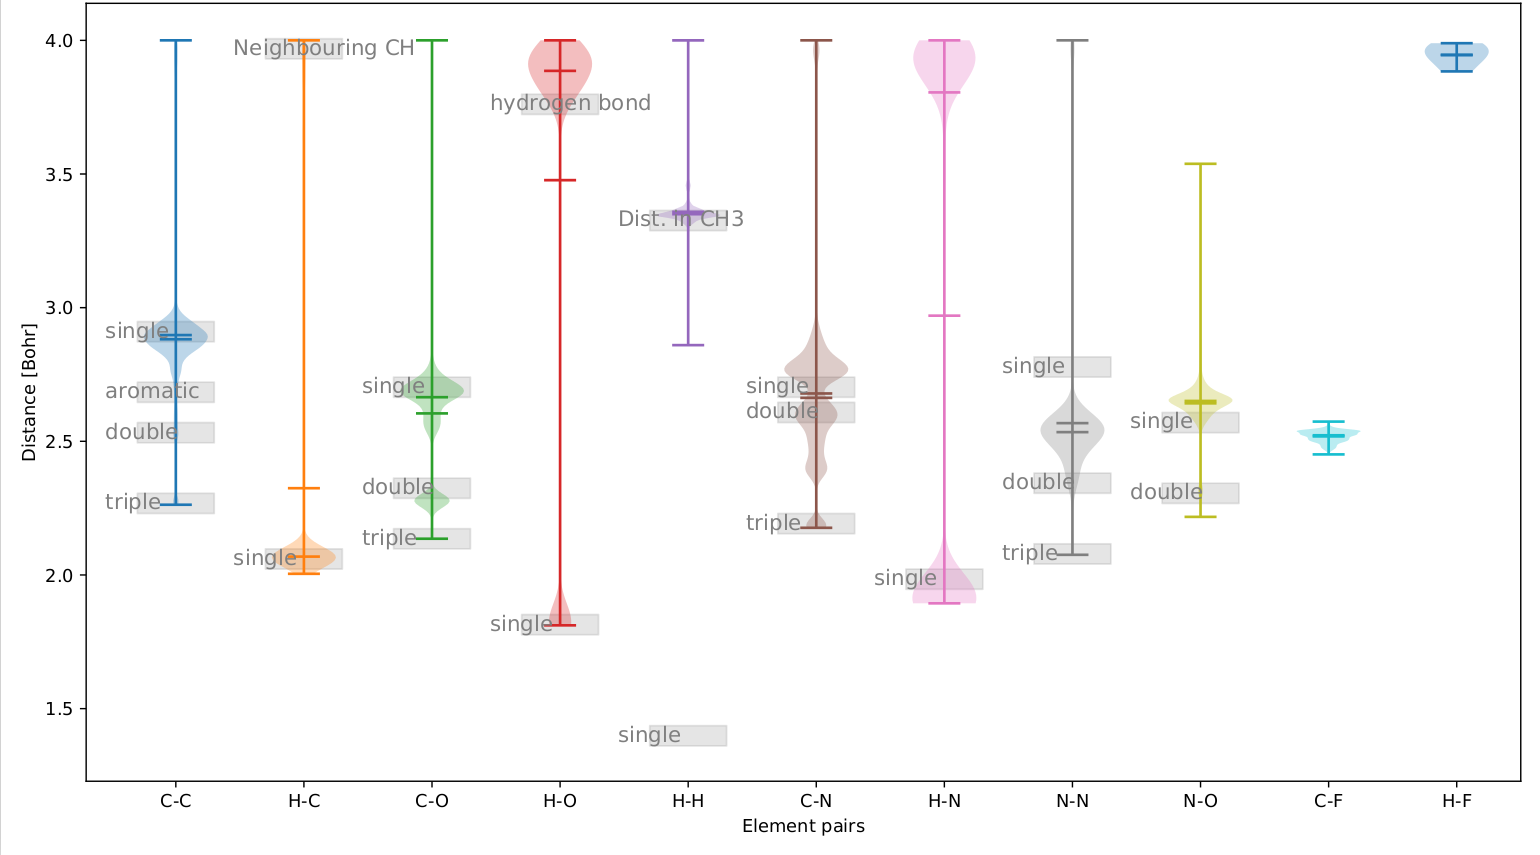 4.0
3.5
3.0
2.5
2.0
1.5
Distance [Bohr]
single
aromatic
double
triple
Neighbouring CH
single
single
double
triple
hydrogen bond
single
Dist. in CH3
single
single
double
triple
single
single
double
triple
single
double
C-C
H-C
C-O
H-O
H-H
C-N
H-N
N-N
N-O
C-F
H-F
Element pairs